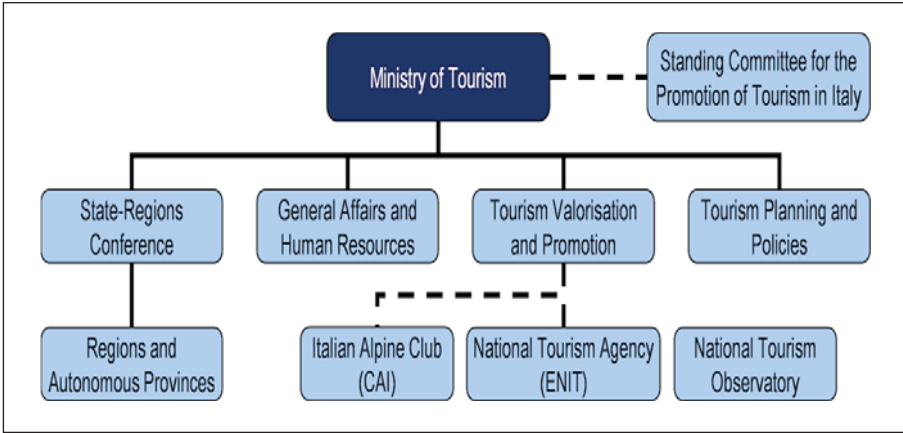 Ministry of Tourism
Standing Committee for the
Promotion of Tourism in Italy
State-Regions
Conference
General Affairs and
Human Resources
Tourism Valorisation
and Promotion
Tourism Planning and
Policies
Regions and
Autonomous Provinces
Italian Alpine Club
(CAI)
National Tourism Agency
(ENIT)
National Tourism
Observatory